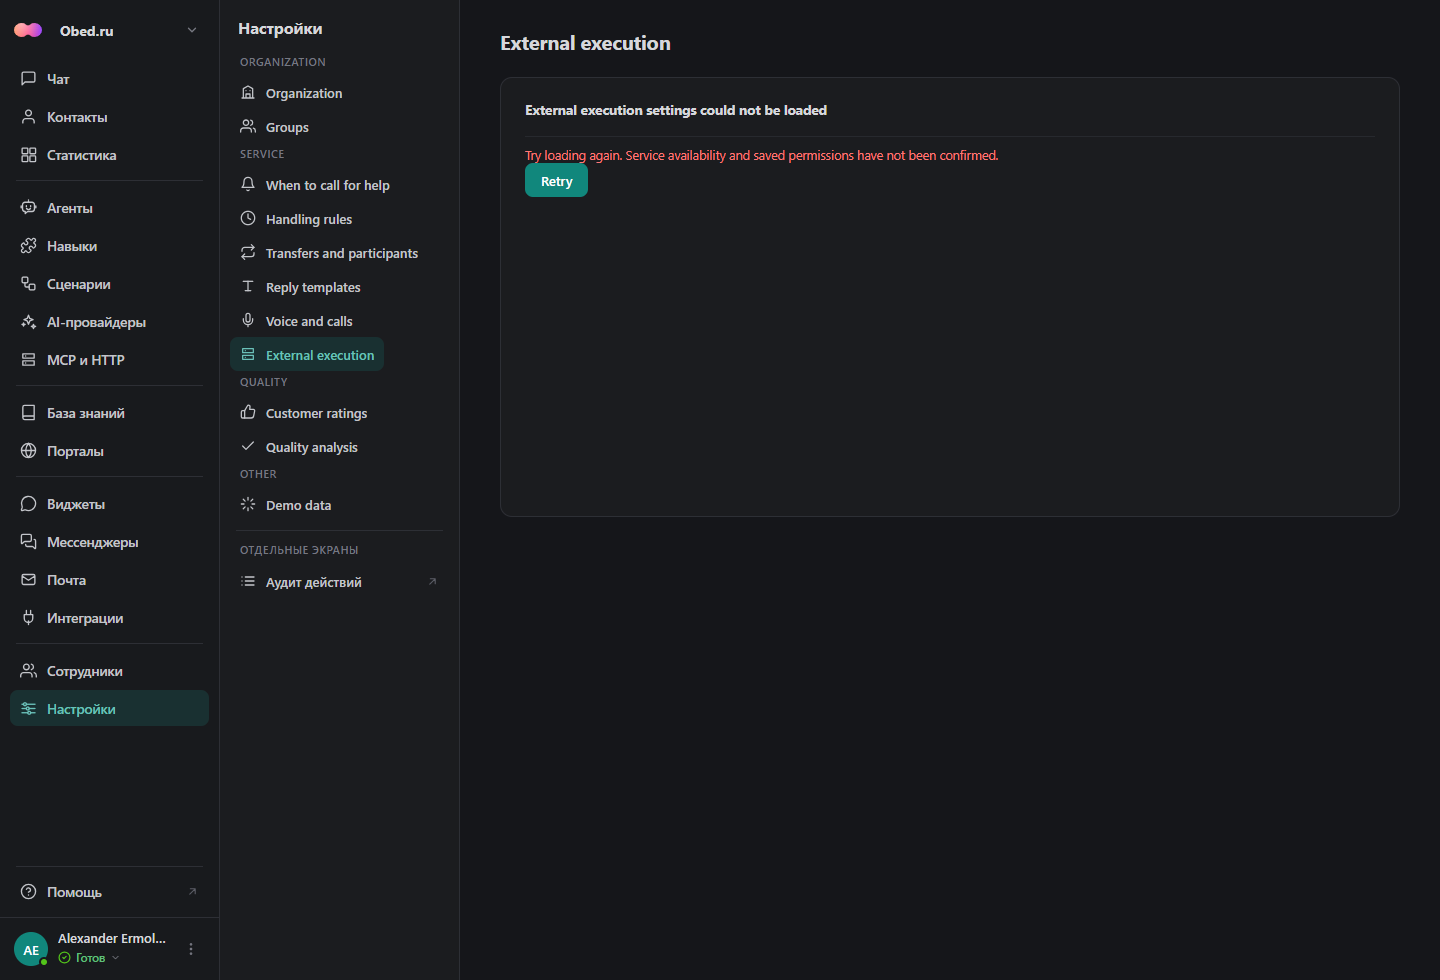 Obed.ru
Чат
Контакты
Статистика
Агенты
Навыки
Сценарии
AI-провайдеры
MCP и HTTP
База знаний
Порталы
Виджеты
Мессенджеры
Почта
Интеграции
Сотрудники
Настройки
Помощь
AE
Alexander Ermol...
Готов
Настройки
ORGANIZATION
Organization
Groups
SERVICE
When to call for help
Handling rules
Transfers and participants
Reply templates
Voice and calls
External execution
QUALITY
Customer ratings
Quality analysis
OTHER
Demo data
ОТДЕЛЬНЫЕ ЭКРАНЫ
Аудит действий
External execution
External execution settings could not be loaded
Try loading again. Service availability and saved permissions have not been confirmed.
Retry